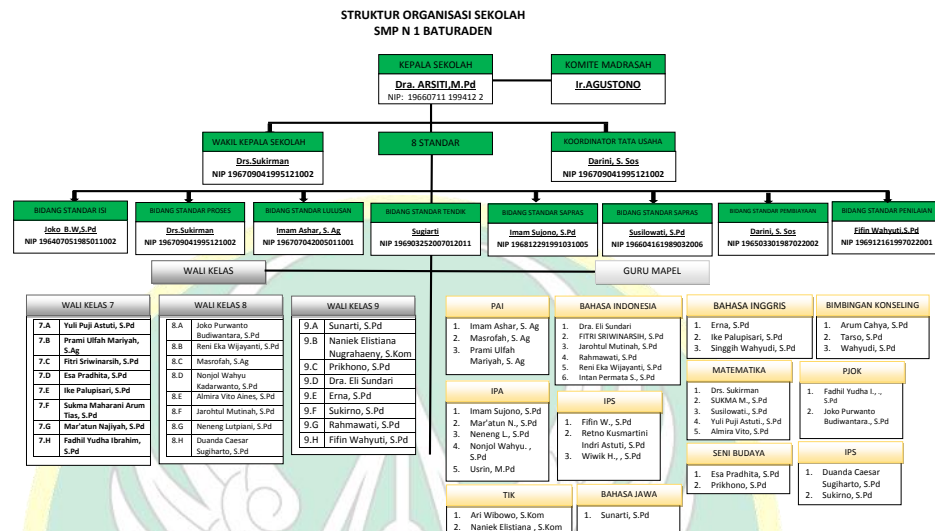 STRUKTUR ORGANISASI SEKOLAH
SMP N 1 BATURADEN
KEPALA SEKOLAH
Dra. ARSITI,M.Pd
NIP: 19660711 199412 2
KOMITE MADRASAH
Ir.AGUSTONO
WAKIL KEPALA SEKOLAH
Drs.Sukirman
NIP 196709041995121002
8 STANDAR
KOORDINATOR TATA USAHA
Darini, S. Sos
NIP 196709041995121002
BIDANG STANDAR ISI
Joko B.W,S.Pd
NIP 196407051985011002
BIDANG STANDAR PROSES
Drs.Sukirman
NIP 196709041995121002
BIDANG STANDAR LULUSAN
Imam Ashar, S. Ag
NIP 196707042005011001
BIDANG STANDAR TENDIK
Sugiarti
NIP 196903252007012011
BIDANG STANDAR SAPRAS
Imam Sujono, S.Pd
NIP 196812291991031005
BIDANG STANDAR SAPRAS
Susilowati, S.Pd
NIP 196604161989032006
BIDANG STANDAR PEMBIAYAAN
Darini, S. Sos
NIP 196503301987022002
BIDANG STANDAR PENILAIAN
Fifin Wahyuti,S.Pd
NIP 196912161997022001
WALI KELAS
GURU MAPEL
WALI KELAS 7
7.A Yuli Puji Astuti, S.Pd
7.B Prami Ulfah Mariyah,
S.Ag
7.C Fitri Sriwinarsih, S.Pd
7.D Esa Pradhita, S.Pd
7.E Ike Palupisari, S.Pd
7.F Sukma Maharani Arum
Tias, S.Pd
7.G Mar'atun Najiyah, S.Pd
7.H Fadhil Yudha Ibrahim,
S.Pd
WALI KELAS 8
8.A Joko Purwanto
Budiwantara, S.Pd
8.B Reni Eka Wijayanti, S.Pd
8.C Masrofah, S.Ag
8.D Nonjol Wahyu
Kadarwanto, S.Pd
8.E Almira Vito Aines, S.Pd
8.F Jarohtul Mutinah, S.Pd
8.G Neneng Lutpiani, S.Pd
8.H Duanda Caesar
Sugiharto, S.Pd
WALI KELAS 9
9.A Sunarti, S.Pd
9.B Naniek Elistiana
Nugrahaeny, S.Kom
9.C Prikhono, S.Pd
9.D Dra. Eli Sundari
9.E Erna, S.Pd
9.F Sukirno, S.Pd
9.G Rahmawati, S.Pd
9.H Fifin Wahyuti, S.Pd
PAI
1. Imam Ashar, S. Ag
2. Masrofah, S. Ag
3. Prami Ulfah
Mariyah, S.Ag
BAHASA INDONESIA
1. Dra. Eli Sundari
2. FITRI SRIWINARSIH, S.Pd
3. Jarohtul Mutinah, S.Pd
4. Rahmawati, S.Pd
5. Reni Eka Wijayanti, S.Pd
6. Intan Permata S., S.Pd
BAHASA INGGRIS
1. Erna, S.Pd
2. Ike Palupisari, S.Pd
3. Singgih Wahyudi, S.Pd
BIMBINGAN KONSELING
1. Arum Cahya, S.Pd
2. Tarso, S.Pd
3. Wahyudi, S.Pd
IPA
1. Imam Sujono, S.Pd
2. Mar'atun N., S.Pd
3. Neneng L., S.Pd
4. Nonjol Wahyu. ,
S.Pd
5. Usrin, M.Pd
IPS
1. Fifin W., S.Pd
2. Retno Kusmartini
Indri Astuti, S.Pd
3. Wiwik H., , S.Pd
MATEMATIKA
1. Drs. Sukirman
2. SUKMA M., S.Pd
3. Susilowati., S.Pd
4. Yuli Puji Astuti., S.Pd
5. Almira Vito, S.Pd
PJOK
1. Fadhil Yudha I., .,
S.Pd
2. Joko Purwanto
Budiwantara., S.Pd
SENI BUDAYA
1. Esa Pradhita, S.Pd
2. Prikhono, S.Pd
IPS
1. Duanda Caesar
Sugiharto, S.Pd
2. Sukirno, S.Pd
TIK
1. Ari Wibowo, S.Kom
2. Naniek Elistiana , S.Kom
BAHASA JAWA
1. Sunarti, S.Pd